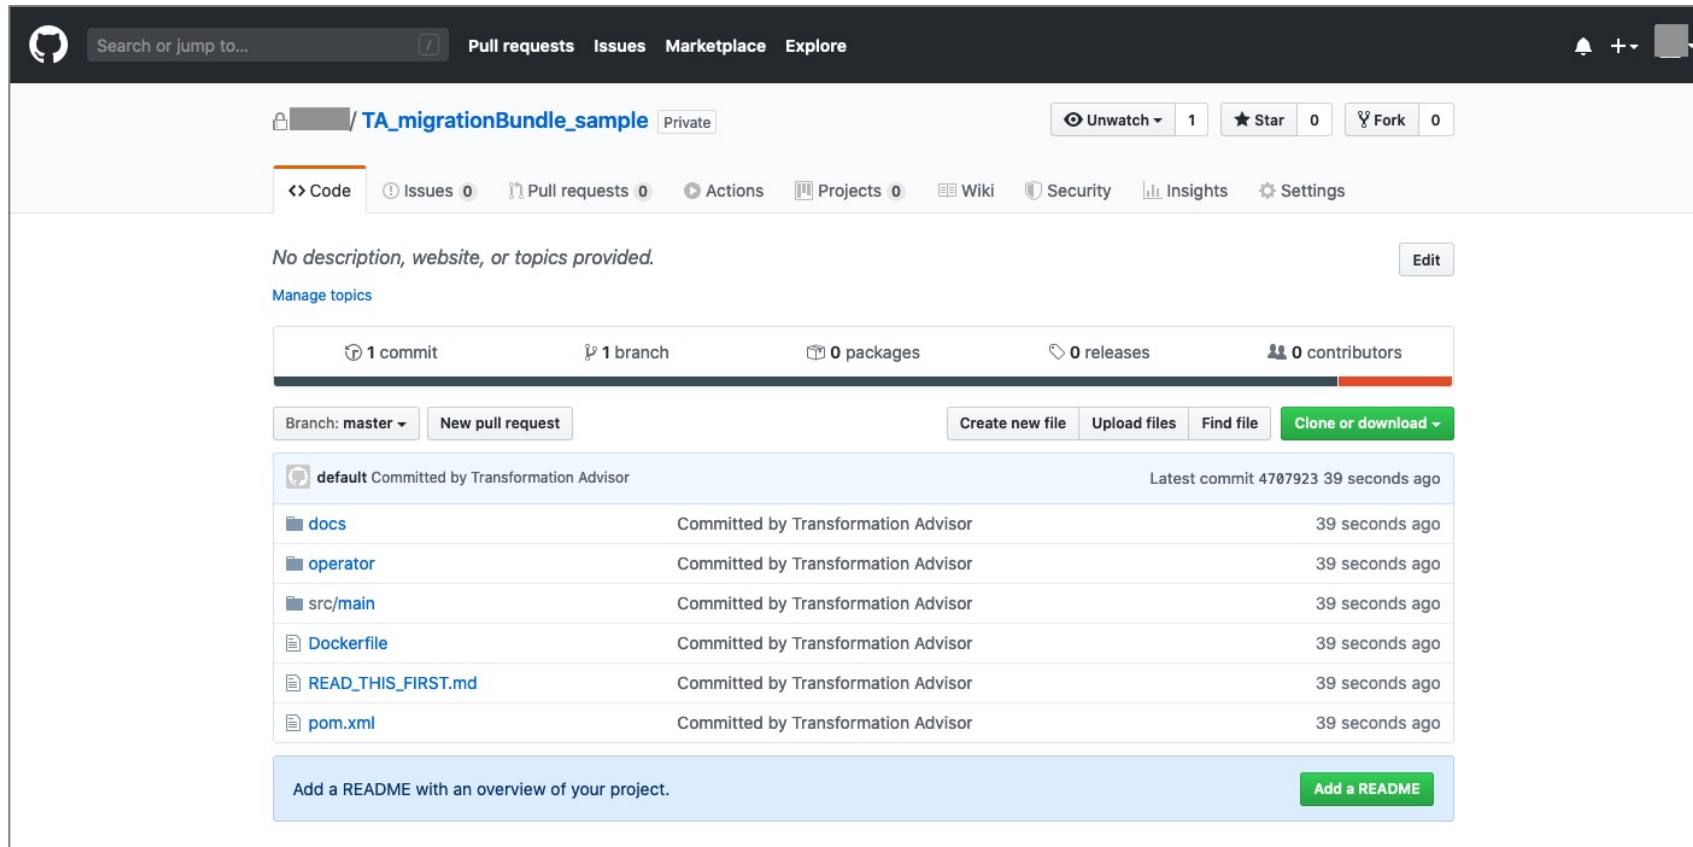 Search or jump to... / Pull requests Issues Marketplace Explore
/ TA_migrationBundle_sample Private Unwatch 1 Star 0 Fork 0
Code Issues 0 Pull requests 0 Actions Projects 0 Wiki Security Insights Settings
No description, website, or topics provided. Edit
Manage topics
1 commit 1 branch 0 packages 0 releases 0 contributors
Branch: master New pull request Create new file Upload files Find file Clone or download
default Committed by Transformation Advisor Latest commit 4707923 39 seconds ago
docs Committed by Transformation Advisor 39 seconds ago
operator Committed by Transformation Advisor 39 seconds ago
src/main Committed by Transformation Advisor 39 seconds ago
Dockerfile Committed by Transformation Advisor 39 seconds ago
READ_THIS_FIRST.md Committed by Transformation Advisor 39 seconds ago
pom.xml Committed by Transformation Advisor 39 seconds ago
Add a README with an overview of your project. Add a README